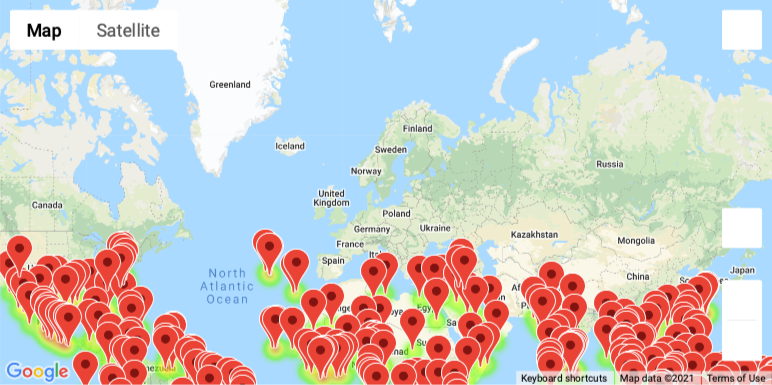 Map Satellite
Greenland
Iceland
Finland
Sweden
Norway
Russia
Canada
United
Kingdom
Poland
Germany
Ukraine
France
Kazakhstan
Mongolia
Spain
China
Japan
North
Atlantic
Ocean
Google
Keyboard shortcuts
Map data ©2021
Terms of Use